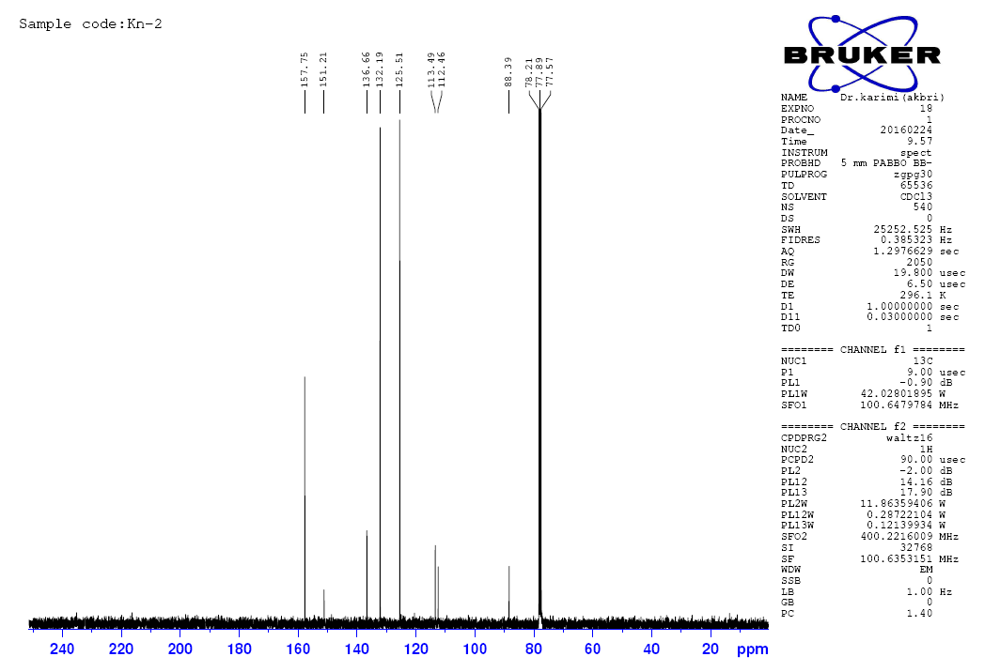 Sample code:Kn-2
157.75
151.21
136.66
132.19
125.51
113.49
112.46
88.39
78.21
77.89
77.57
BRUKER
NAME Dr.karimi(akbri)
EXPNO 18
PROCNO 1
Date_ 20160224
Time 9.57
INSTRUM spect
PROBHD 5 mm PABBO BB-
PULPROG zgpg30
TD 65536
SOLVENT CDCl3
NS 540
DS 0
SWH 25252.525 Hz
FIDRES 0.385323 Hz
AQ 1.2976629 sec
RG 2050
DW 19.800 usec
DE 6.50 usec
TE 296.1 K
D1 1.00000000 sec
D11 0.03000000 sec
TD0 1
======== CHANNEL f1 ========
NUC1 13C
P1 9.00 usec
PL1 -0.90 dB
PL1W 42.02801895 W
SFO1 100.6479784 MHz
======== CHANNEL f2 ========
CPDPRG2 waltz16
NUC2 1H
PCPD2 90.00 usec
PL2 -2.00 dB
PL12 14.16 dB
PL13 17.90 dB
PL2W 11.86359406 W
PL12W 0.28722104 W
PL13W 0.12139934 W
SFO2 400.2216009 MHz
SI 32768
SF 100.6353151 MHz
WDW EM
SSB 0
LB 1.00 Hz
GB 0
PC 1.40
240 220 200 180 160 140 120 100 80 60 40 20 ppm